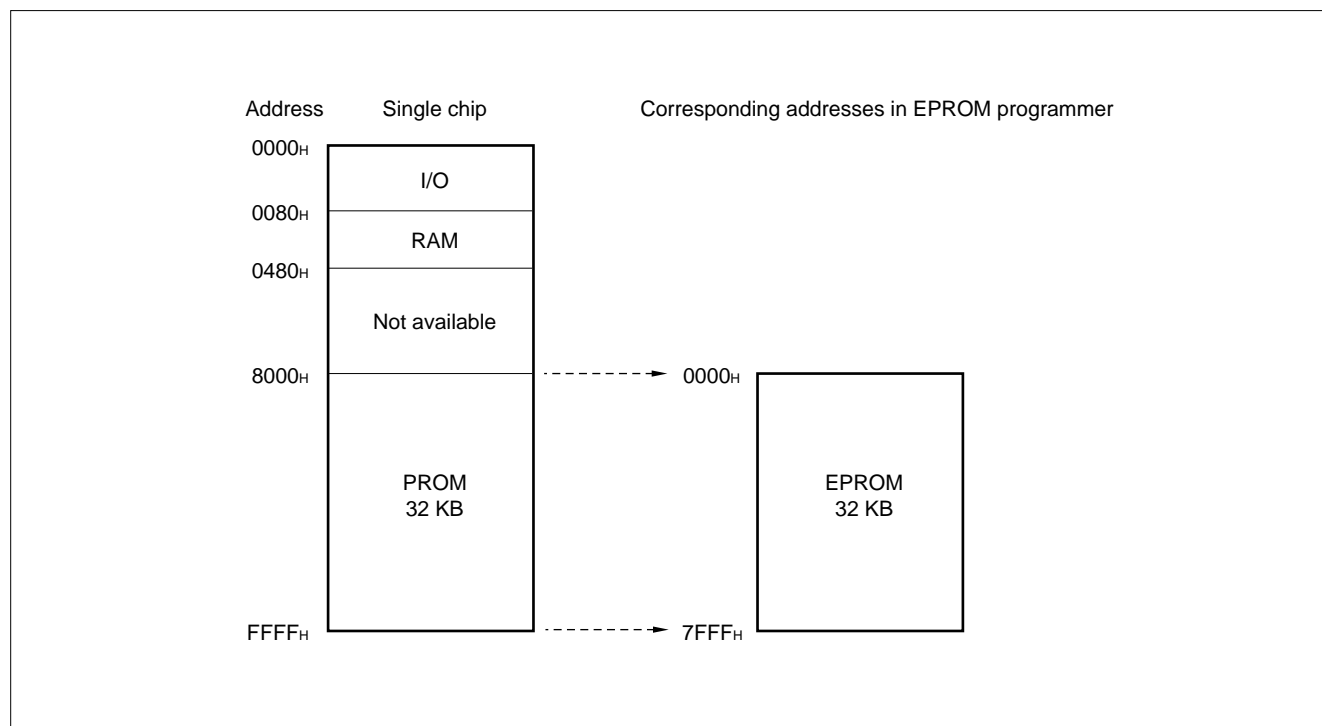 Address Single chip Corresponding addresses in EPROM programmer
0000H
I/O
0080H
RAM
0480H
Not available
8000H 0000H
PROM
32 KB
EPROM
32 KB
FFFFH 7FFFH